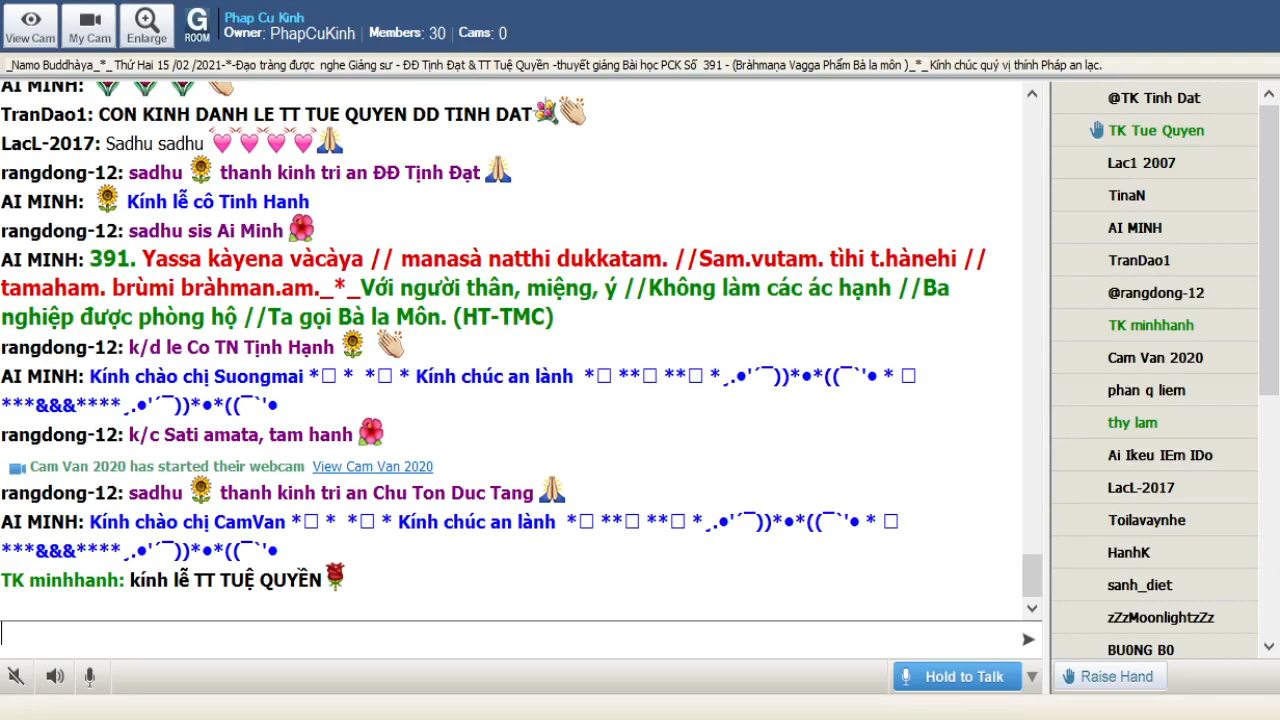 View Cam
My Cam
Enlarge
G
ROOM
Phap Cu Kinh
Owner: PhapCuKinh | Members: 30 | Cams: 0
_Namo Buddhàya_*_ Thứ Hai 15 /02 /2021-*-Đạo tràng được nghe Giảng sư - ĐĐ Tịnh Đạt & TT Tuệ Quyền -thuyết giảng Bài học PCK Số 391 - (Bràhmaṇa Vagga Phẩm Bà la môn )_*_ Kính chúc quý vị thính Pháp an lạc.
AI MINH:
TranDao1: CON KINH DANH LE TT TUE QUYEN DD TINH DAT
LacL-2017: Sadhu sadhu
rangdong-12: sadhu thanh kinh tri an ĐĐ Tịnh Đạt
AI MINH: Kính lễ cô Tinh Hanh
rangdong-12: sadhu sis Ai Minh
AI MINH: 391. Yassa kàyena vàcàya // manasà natthi dukkatam. //Sam.vutam. tìhi t.hànehi //
tamaham. brùmi bràhman.am._*_Với người thân, miệng, ý //Không làm các ác hạnh //Ba
nghiệp được phòng hộ //Ta gọi Bà la Môn. (HT-TMC)
rangdong-12: k/d le Co TN Tịnh Hạnh
AI MINH: Kính chào chị Suongmai *□ * *□ * Kính chúc an lành *□ **□ **□ *¸.•'´¯))*•*((¯`'• * □
***&&&****¸.•'´¯))*•*((¯`'•
rangdong-12: k/c Sati amata, tam hanh
Cam Van 2020 has started their webcam View Cam Van 2020
rangdong-12: sadhu thanh kinh tri an Chu Ton Duc Tang
AI MINH: Kính chào chị CamVan *□ * *□ * Kính chúc an lành *□ **□ **□ *¸.•'´¯))*•*((¯`'• * □
***&&&****¸.•'´¯))*•*((¯`'•
TK minhhanh: kính lễ TT TUỆ QUYỀN
Hold to Talk
@TK Tinh Dat
TK Tue Quyen
Lac1 2007
TinaN
AI MINH
TranDao1
@rangdong-12
TK minhhanh
Cam Van 2020
phan q liem
thy lam
Ai Ikeu IEm IDo
LacL-2017
Toilavaynhe
HanhK
sanh_diet
zZzMoonlightzZz
BU0NG B0
Raise Hand